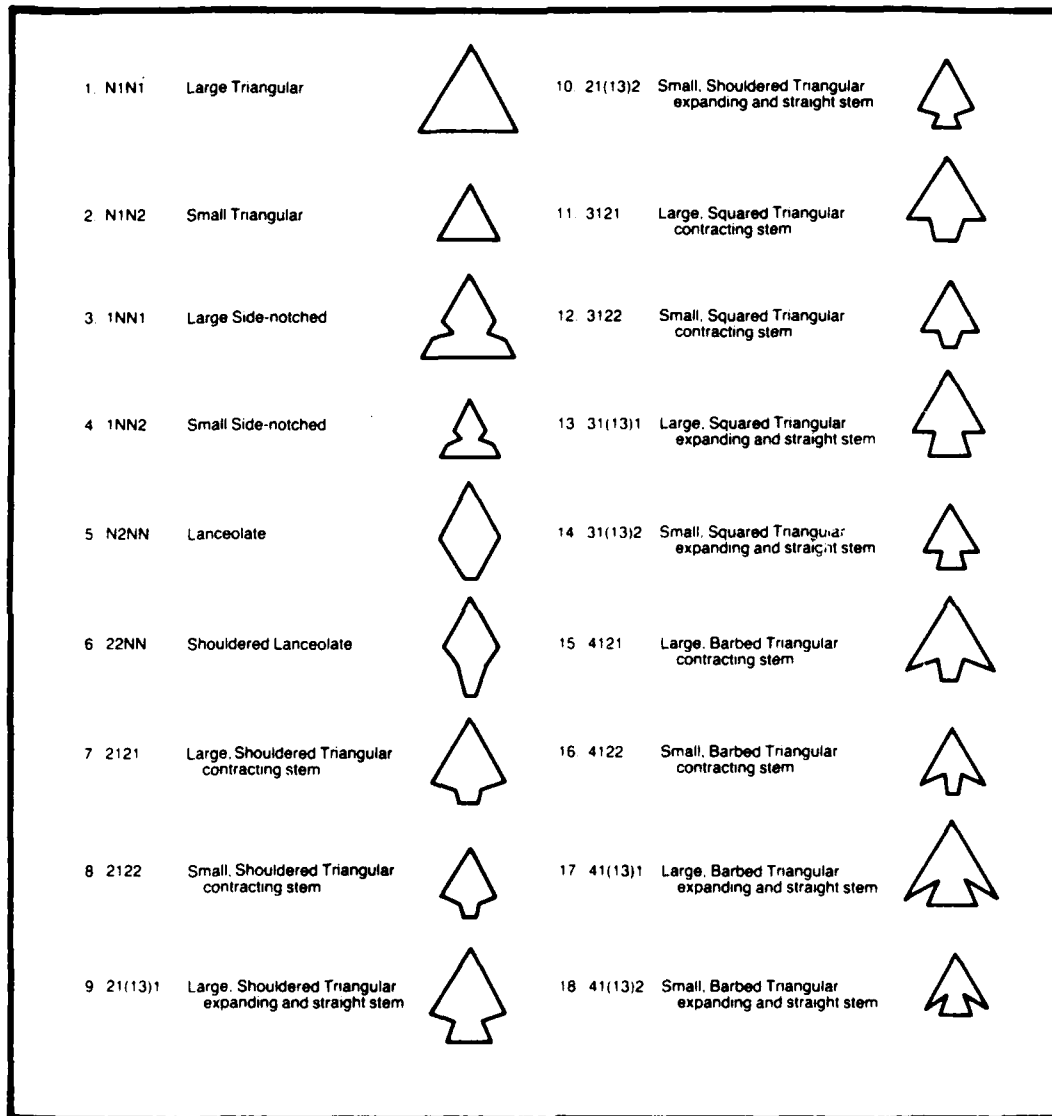 1. N1N1 Large Triangular
2. N1N2 Small Triangular
3. 1NN1 Large Side-notched
4 1NN2 Small Side-notched
5 N2NN Lanceolate
6 22NN Shouldered Lanceolate
7 2121 Large, Shouldered Triangular
contracting stem
8 2122 Small, Shouldered Triangular
contracting stem
9 21(13)1 Large, Shouldered Triangular
expanding and straight stem
10. 21(13)2 Small, Shouldered Triangular
expanding and straight stem
11. 3121 Large, Squared Triangular
contracting stem
12. 3122 Small, Squared Triangular
contracting stem
13 31(13)1 Large, Squared Triangular
expanding and straight stem
14 31(13)2 Small, Squared Triangular
expanding and straight stem
15 4121 Large, Barbed Triangular
contracting stem
16. 4122 Small, Barbed Triangular
contracting stem
17 41(13)1 Large, Barbed Triangular
expanding and straight stem
18 41(13)2 Small, Barbed Triangular
expanding and straight stem